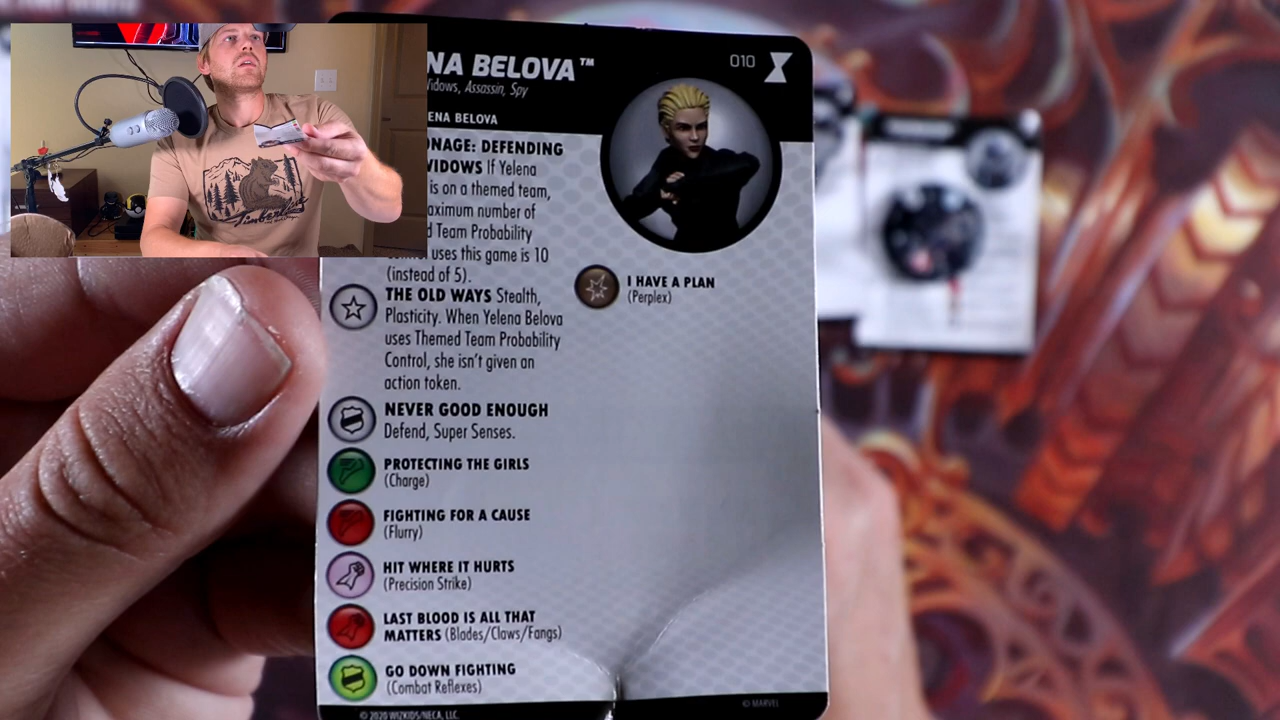 NA BELOVA™
010
Widows, Assassin, Spy
ENA BELOVA
NAGE: DEFENDING
WIDOWS If Yelena
is on a themed team,
aximum number of
d Team Probability
uses this game is 10
(instead of 5).
THE OLD WAYS Stealth,
Plasticity. When Yelena Belova
uses Themed Team Probability
Control, she isn't given an
action token.
NEVER GOOD ENOUGH
Defend, Super Senses.
PROTECTING THE GIRLS
(Charge)
FIGHTING FOR A CAUSE
(Flurry)
HIT WHERE IT HURTS
(Precision Strike)
LAST BLOOD IS ALL THAT
MATTERS (Blades/Claws/Fangs)
GO DOWN FIGHTING
(Combat Reflexes)
I HAVE A PLAN
(Perplex)
© 2020 WIZKIDS/NECA, LLC.
© MARVEL